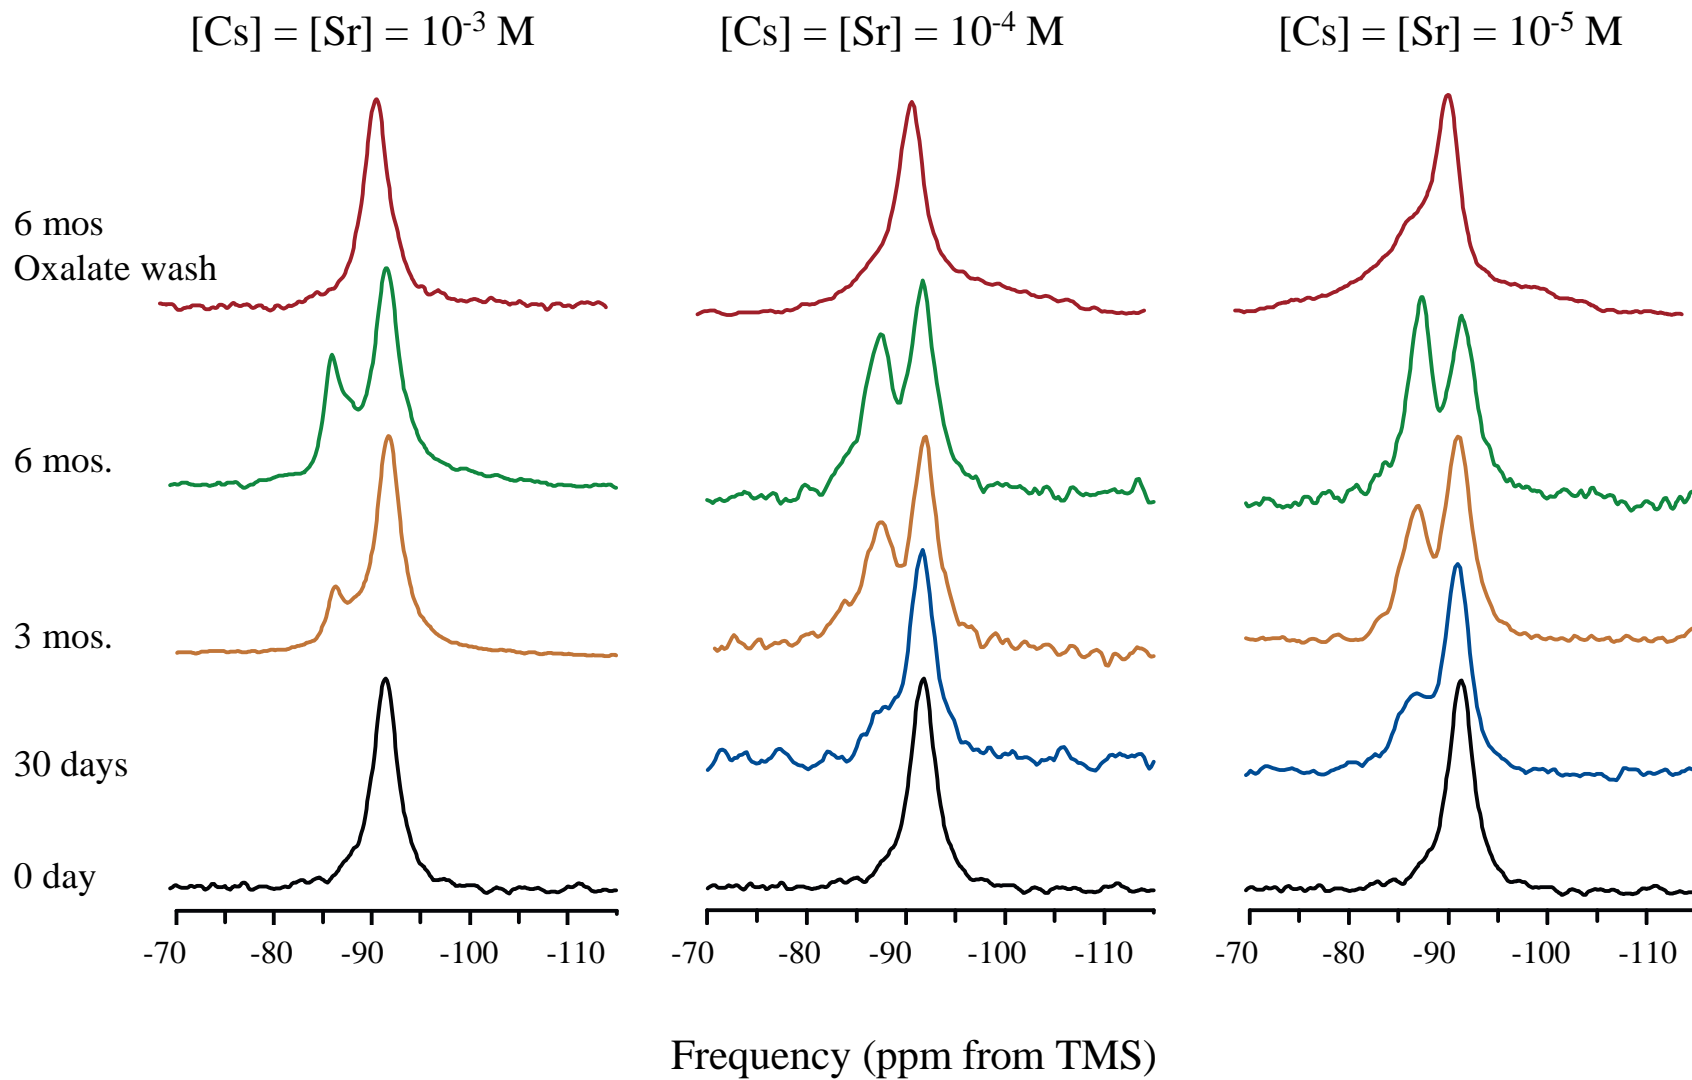 [Cs] = [Sr] = 10⁻³ M
[Cs] = [Sr] = 10⁻⁴ M
[Cs] = [Sr] = 10⁻⁵ M
6 mos
Oxalate wash
6 mos.
3 mos.
30 days
0 day
-70 -80 -90 -100 -110
-70 -80 -90 -100 -110
-70 -80 -90 -100 -110
Frequency (ppm from TMS)